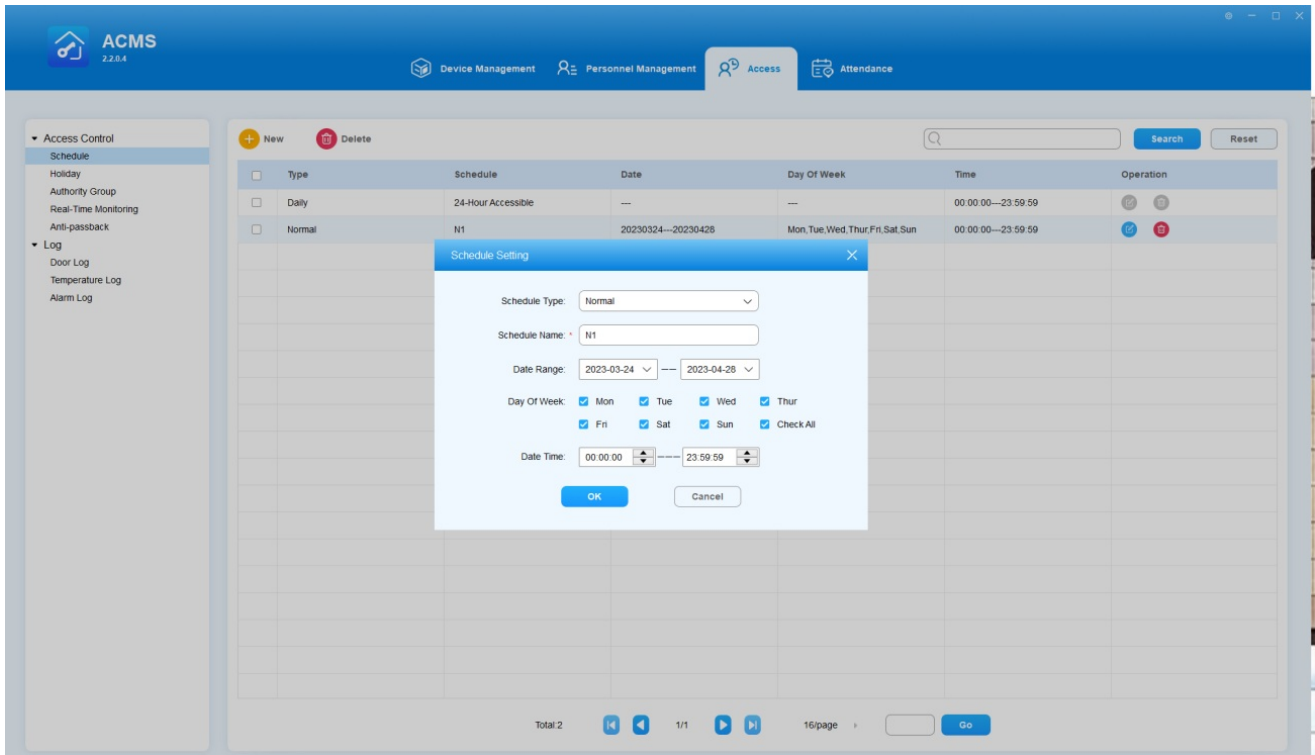 ACMS
2.2.0.4
Device Management Personnel Management Access Attendance
Access Control
Schedule
Holiday
Authority Group
Real-Time Monitoring
Anti-passback
Log
Door Log
Temperature Log
Alarm Log
New Delete Search Reset
Type Schedule Date Day Of Week Time Operation
Daily 24-Hour Accessible --- --- 00:00:00---23:59:59
Normal N1 20230324---20230428 Mon,Tue,Wed,Thur,Fri,Sat,Sun 00:00:00---23:59:59
Schedule Setting
Schedule Type: Normal
Schedule Name: * N1
Date Range: 2023-03-24 --- 2023-04-28
Day Of Week: Mon Tue Wed Thur
Fri Sat Sun Check All
Date Time: 00:00:00 --- 23:59:59
OK Cancel
Total:2 1/1 16/page Go